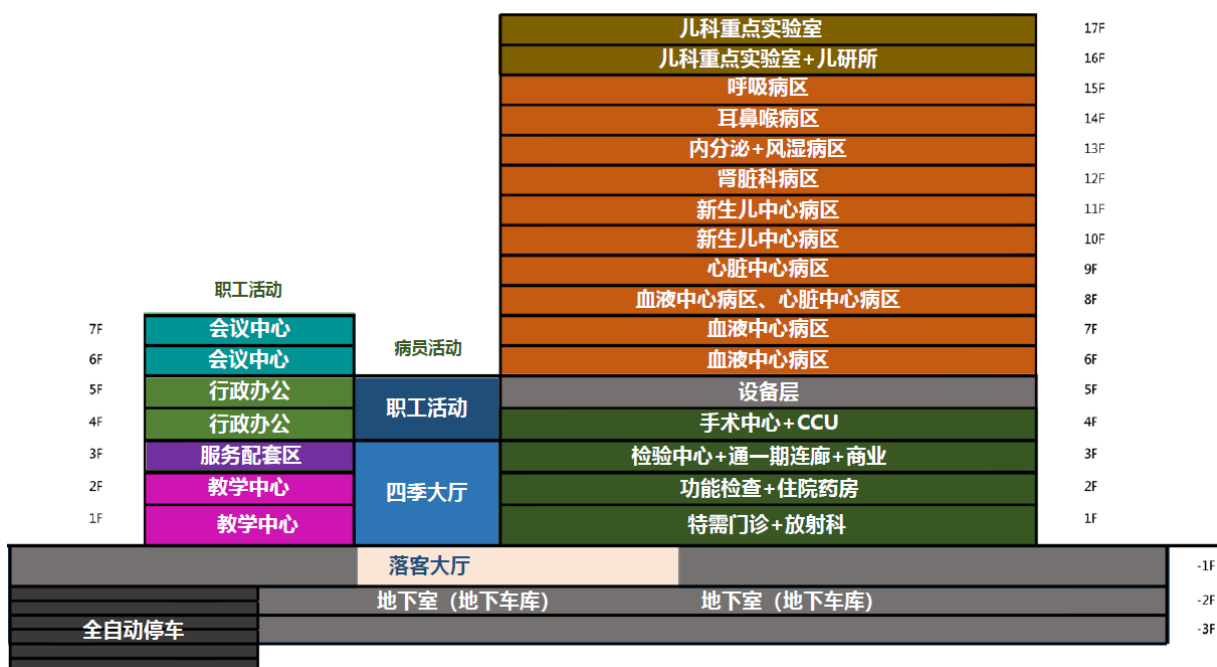 儿科重点实验室 17F
儿科重点实验室+儿研所 16F
呼吸病区 15F
耳鼻喉病区 14F
内分泌+风湿病区 13F
肾脏科病区 12F
新生儿中心病区 11F
新生儿中心病区 10F
心脏中心病区 9F
职工活动
血液中心病区、心脏中心病区 8F
7F 会议中心 血液中心病区 7F
病员活动
6F 会议中心 血液中心病区 6F
5F 行政办公 设备层 5F
职工活动
4F 行政办公 手术中心+CCU 4F
3F 服务配套区 检验中心+通一期连廊+商业 3F
2F 教学中心 四季大厅 功能检查+住院药房 2F
1F 教学中心 特需门诊+放射科 1F
落客大厅 -1F
地下室（地下车库） 地下室（地下车库） -2F
全自动停车 -3F